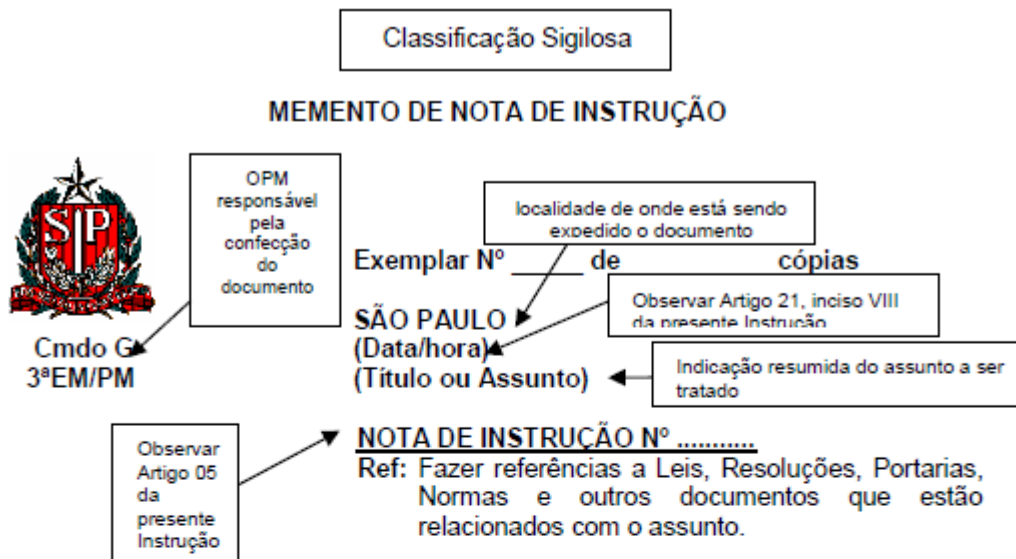 Classificação Sigilosa
MEMENTO DE NOTA DE INSTRUÇÃO
SP
OPM
responsável
pela
confecção
do
documento
localidade de onde está sendo
expedido o documento
Exemplar Nº _____ de __________ cópias
Observar Artigo 21, inciso VIII
da presente Instrução
SÃO PAULO
(Data/hora)
(Título ou Assunto)
Cmdo G
3ªEM/PM
Indicação resumida do assunto a ser
tratado
Observar
Artigo 05
da
presente
Instrução
NOTA DE INSTRUÇÃO Nº ...........
Ref: Fazer referências a Leis, Resoluções, Portarias,
Normas e outros documentos que estão
relacionados com o assunto.